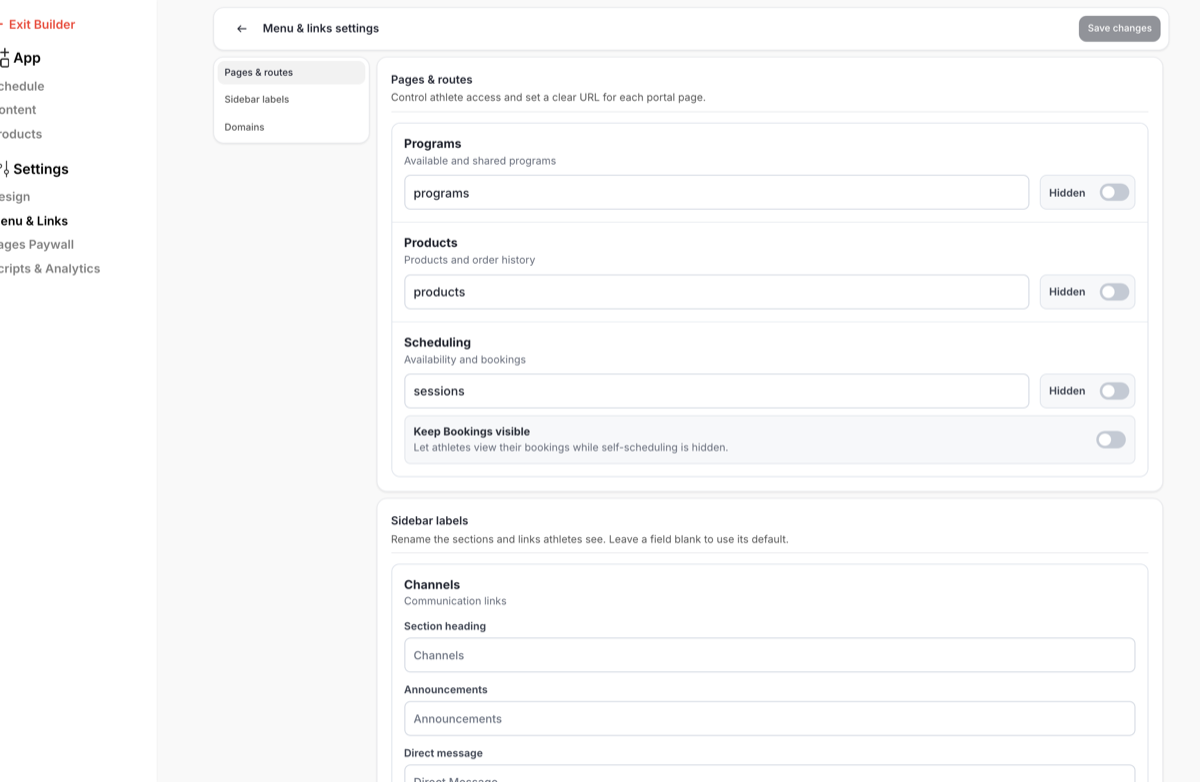 Exit Builder
App
chedule
ontent
roducts
Settings
esign
enu & Links
ages Paywall
cripts & Analytics
Menu & links settings
Save changes
Pages & routes
Sidebar labels
Domains
Pages & routes
Control athlete access and set a clear URL for each portal page.
Programs
Available and shared programs
programs
Hidden
Products
Products and order history
products
Hidden
Scheduling
Availability and bookings
sessions
Hidden
Keep Bookings visible
Let athletes view their bookings while self-scheduling is hidden.
Sidebar labels
Rename the sections and links athletes see. Leave a field blank to use its default.
Channels
Communication links
Section heading
Channels
Announcements
Announcements
Direct message
Direct Message